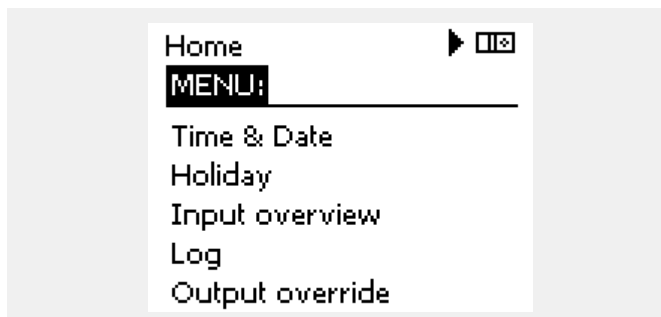 Home
MENU:
Time & Date
Holiday
Input overview
Log
Output override